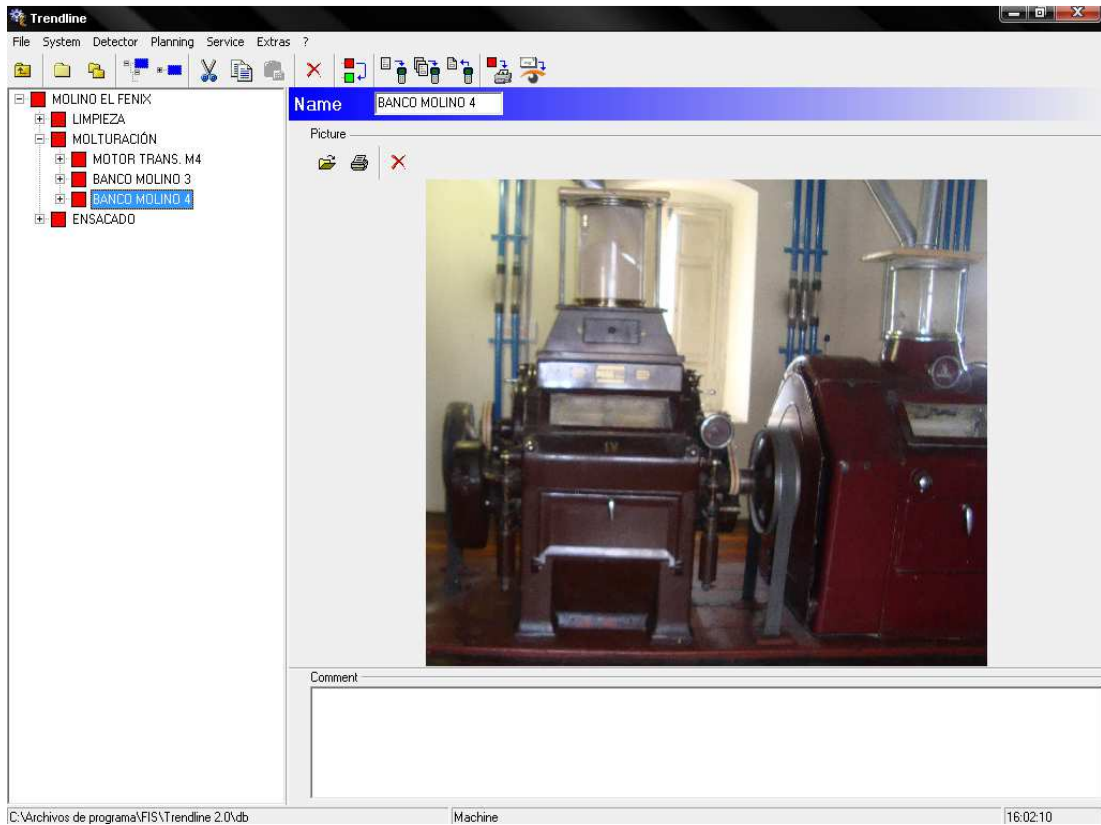 Trendline
File System Detector Planning Service Extras ?
MOLINO EL FENIX
LIMPIEZA
MOLTURACIÓN
MOTOR TRANS. M4
BANCO MOLINO 3
BANCO MOLINO 4
ENSACADO
Name BANCO MOLINO 4
Picture
IV
Comment
C:\Archivos de programa\FIS\Trendline 2.0\db Machine 16:02:10